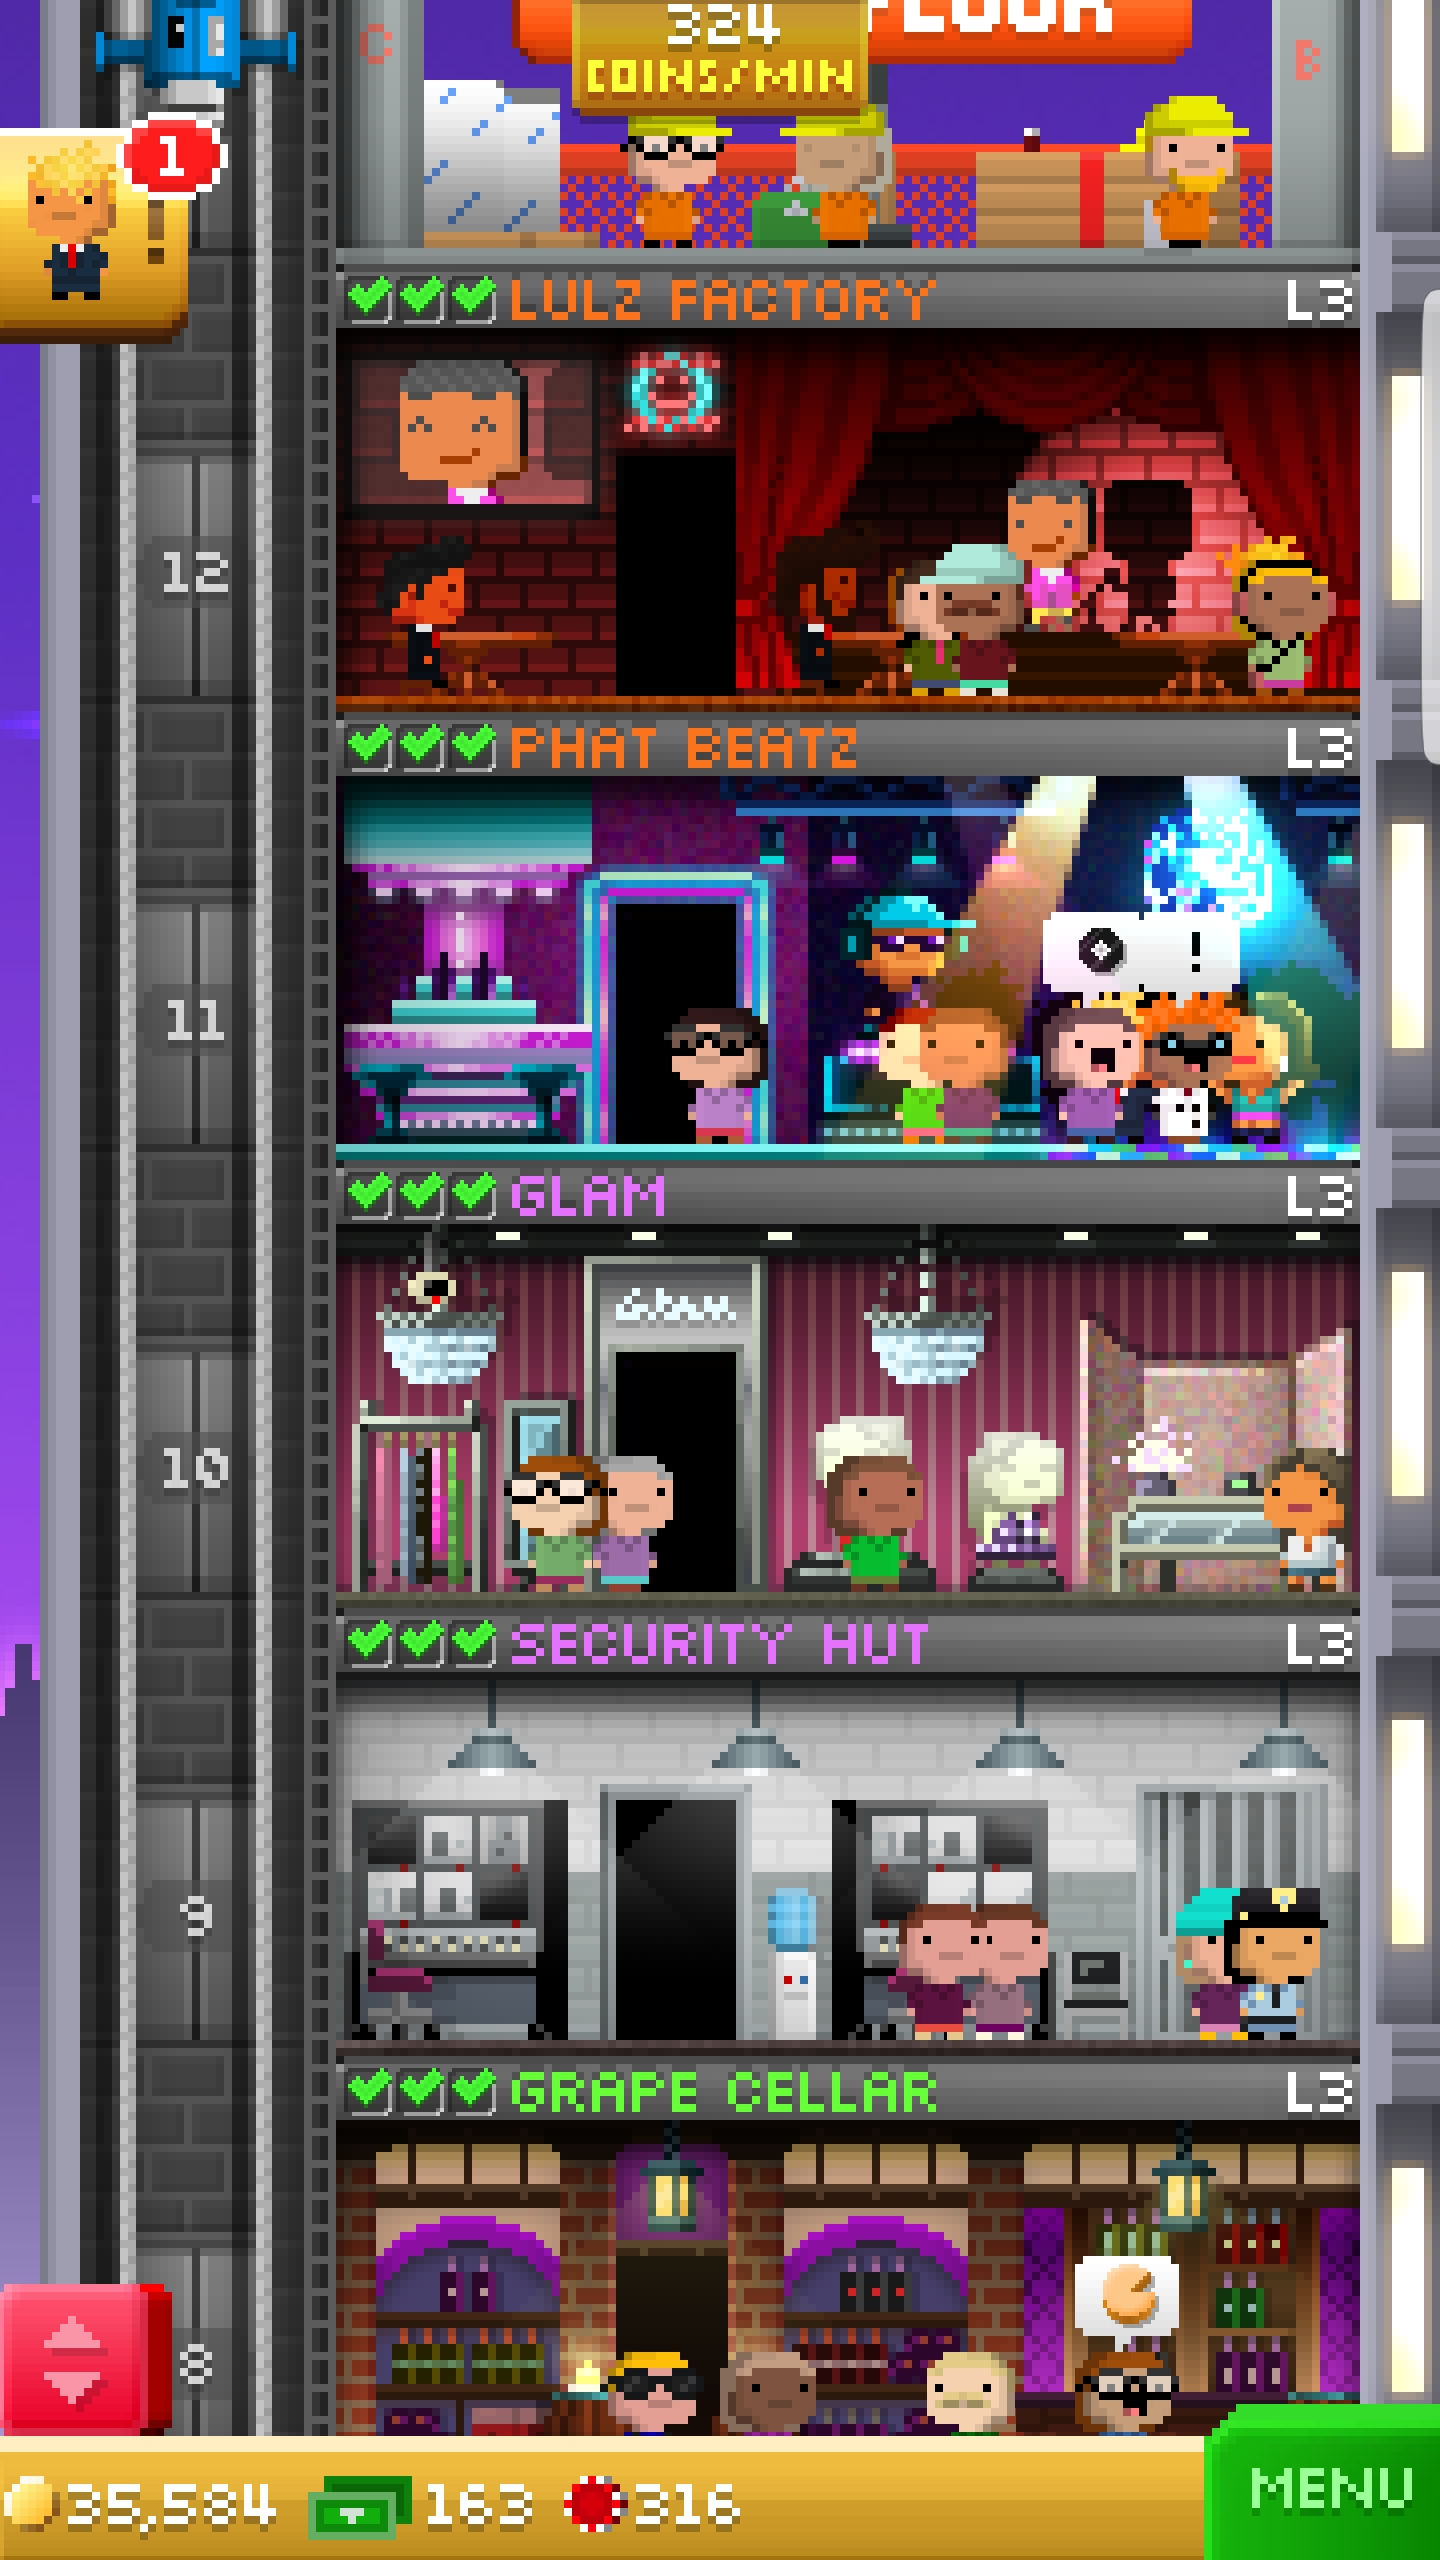 C
324
COINS/MIN
FLOOR
B
1
!
LULZ FACTORY
L3
12
PHAT BEATZ
L3
!
11
GLAM
L3
Glam
10
SECURITY HUT
L3
9
GRAPE CELLAR
L3
8
35,584
163
316
MENU